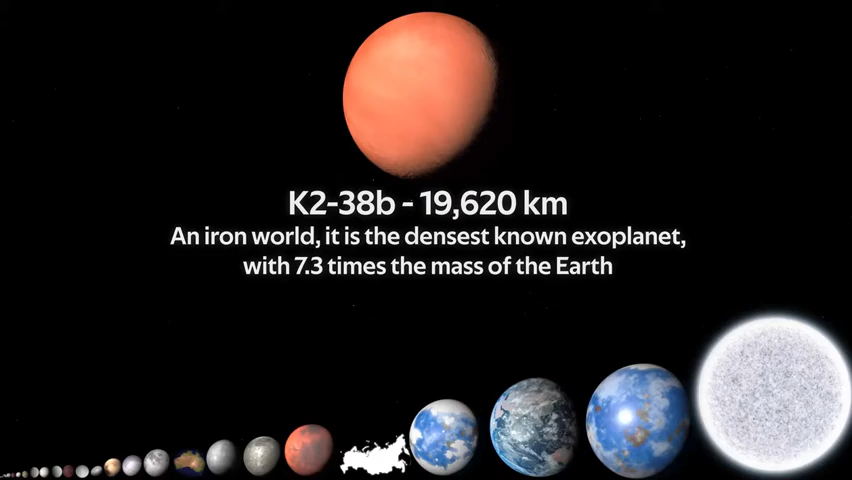 K2-38b - 19,620 km
An iron world, it is the densest known exoplanet,
with 7.3 times the mass of the Earth